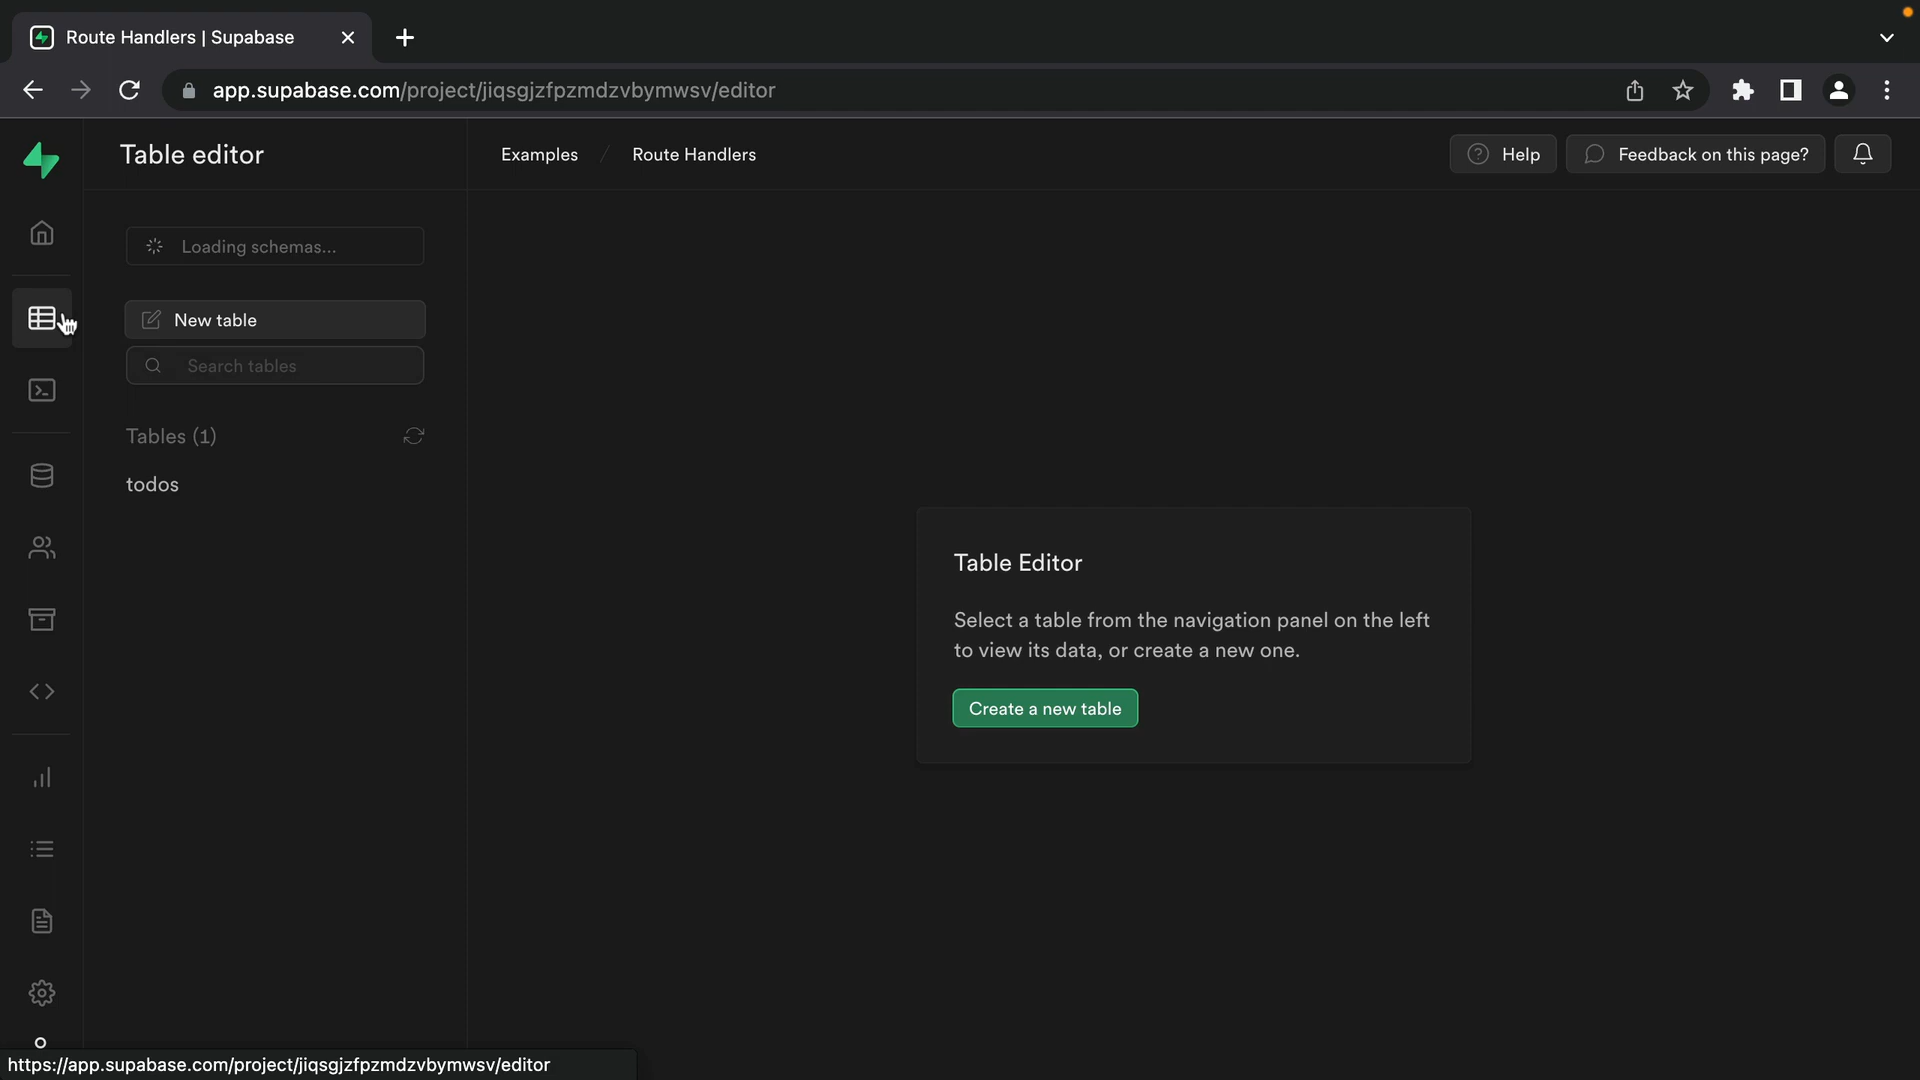 Route Handlers | Supabase
app.supabase.com/project/jiqsgjzfpzmdzvbymwsv/editor
Table editor
Examples / Route Handlers
Help
Feedback on this page?
Loading schemas...
New table
Search tables
Tables (1)
todos
Table Editor
Select a table from the navigation panel on the left
to view its data, or create a new one.
Create a new table
https://app.supabase.com/project/jiqsgjzfpzmdzvbymwsv/editor